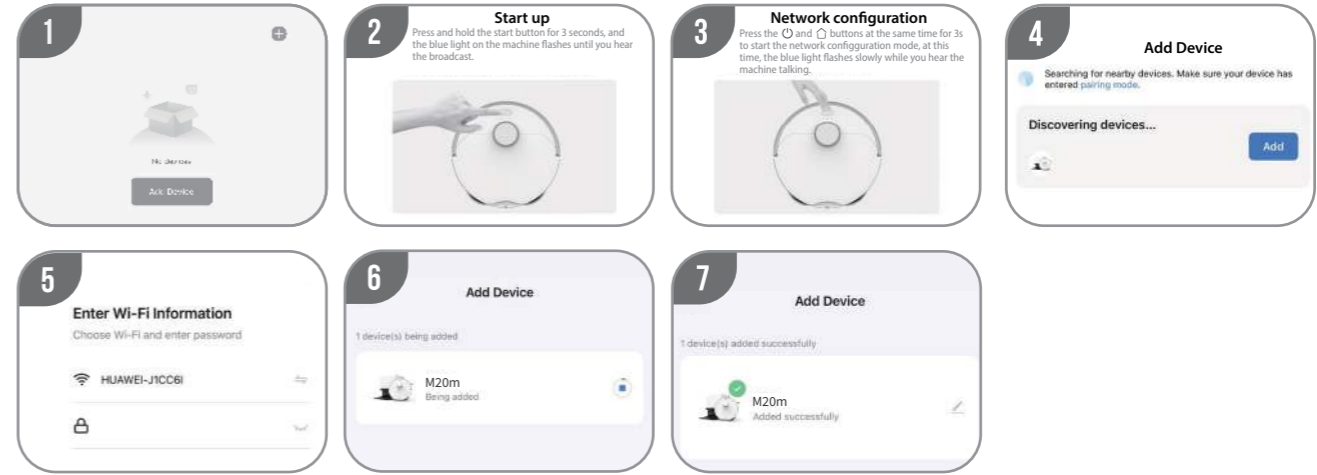 1
No devices
Add Device
2
Start up
Press and hold the start button for 3 seconds, and
the blue light on the machine flashes until you hear
the broadcast.
3
Network configuration
Press the and buttons at the same time for 3s
to start the network configguration mode, at this
time, the blue light flashes slowly while you hear the
machine talking.
4
Add Device
Searching for nearby devices. Make sure your device has
entered pairing mode.
Discovering devices...
Add
5
Enter Wi-Fi Information
Choose Wi-Fi and enter password
HUAWEI-J1CC6I
6
Add Device
1 device(s) being added
M20m
Being added
7
Add Device
1 device(s) added successfully
M20m
Added successfully